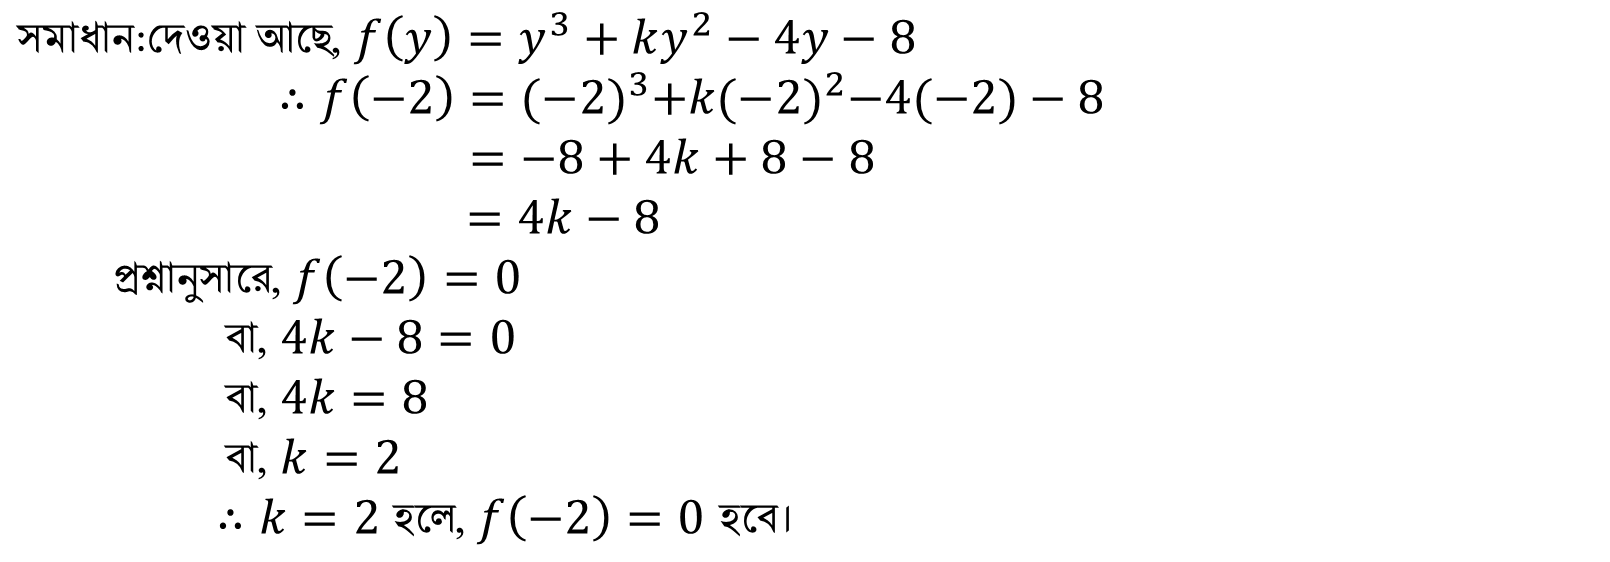 সমাধান:দেওয়া আছে, f(y) = y³ + ky² − 4y − 8
∴ f(−2) = (−2)³+k(−2)²−4(−2) − 8
= −8 + 4k + 8 − 8
= 4k − 8
প্রশ্নানুসারে, f(−2) = 0
বা, 4k − 8 = 0
বা, 4k = 8
বা, k = 2
∴ k = 2 হলে, f(−2) = 0 হবে।